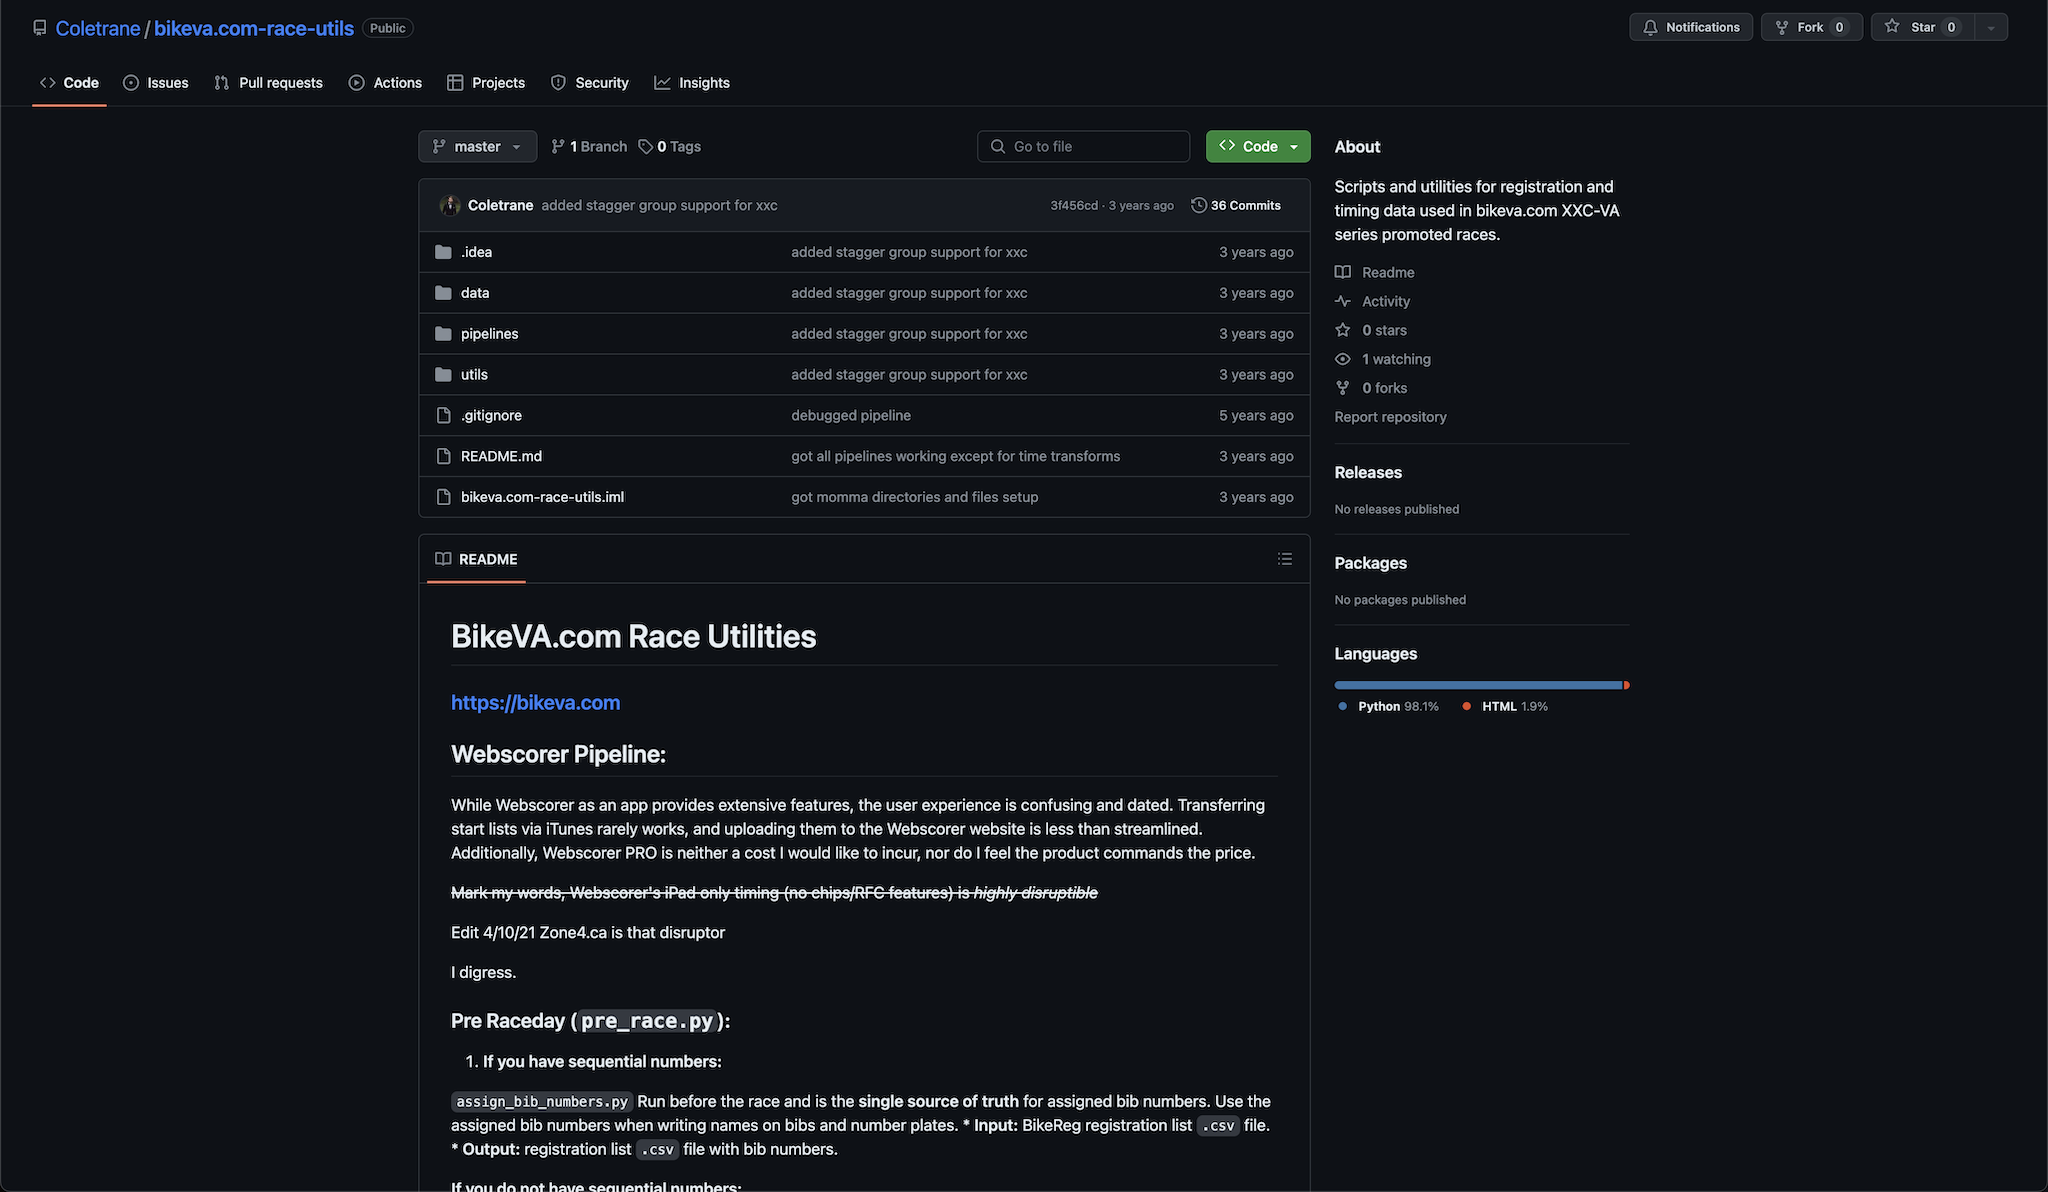 Coletrane / bikeva.com-race-utils Public
Notifications Fork 0 Star 0
Code Issues Pull requests Actions Projects Security Insights
master 1 Branch 0 Tags Go to file Code
Coletrane added stagger group support for xxc 3f456cd · 3 years ago 36 Commits
.idea added stagger group support for xxc 3 years ago
data added stagger group support for xxc 3 years ago
pipelines added stagger group support for xxc 3 years ago
utils added stagger group support for xxc 3 years ago
.gitignore debugged pipeline 5 years ago
README.md got all pipelines working except for time transforms 3 years ago
bikeva.com-race-utils.iml got momma directories and files setup 3 years ago
README
BikeVA.com Race Utilities
https://bikeva.com
Webscorer Pipeline:
While Webscorer as an app provides extensive features, the user experience is confusing and dated. Transferring
start lists via iTunes rarely works, and uploading them to the Webscorer website is less than streamlined.
Additionally, Webscorer PRO is neither a cost I would like to incur, nor do I feel the product commands the price.
Mark my words, Webscorer's iPad only timing (no chips/RFC features) is highly disruptible
Edit 4/10/21 Zone4.ca is that disruptor
I digress.
Pre Raceday (pre_race.py):
1. If you have sequential numbers:
assign_bib_numbers.py Run before the race and is the single source of truth for assigned bib numbers. Use the
assigned bib numbers when writing names on bibs and number plates. * Input: BikeReg registration list .csv file.
* Output: registration list .csv file with bib numbers.
If you do not have sequential numbers:
About
Scripts and utilities for registration and
timing data used in bikeva.com XXC-VA
series promoted races.
Readme
Activity
0 stars
1 watching
0 forks
Report repository
Releases
No releases published
Packages
No packages published
Languages
Python 98.1% HTML 1.9%